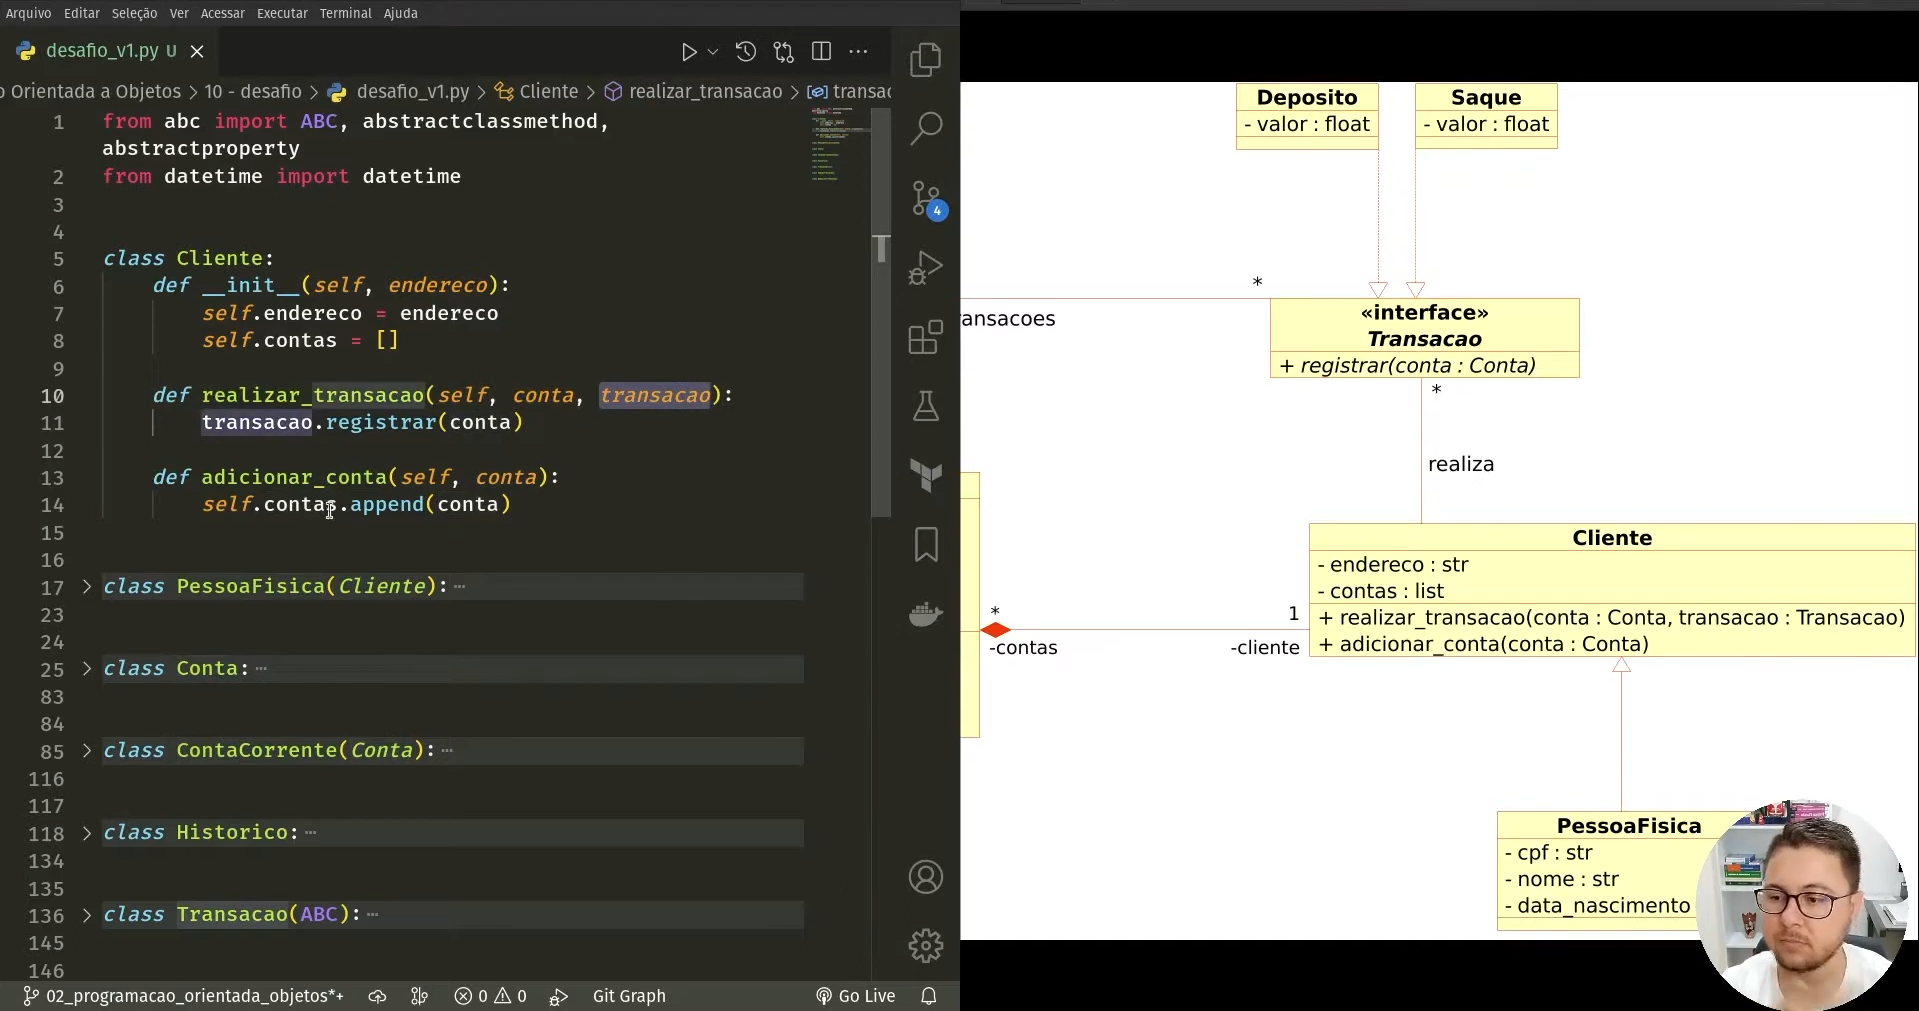 Arquivo Editar Seleção Ver Acessar Executar Terminal Ajuda
desafio_v1.py U
o Orientada a Objetos > 10 - desafio > desafio_v1.py > Cliente > realizar_transacao > transac
1 from abc import ABC, abstractclassmethod,
abstractproperty
2 from datetime import datetime
3
4
5 class Cliente:
6 def __init__(self, endereco):
7 self.endereco = endereco
8 self.contas = []
9
10 def realizar_transacao(self, conta, transacao):
11 transacao.registrar(conta)
12
13 def adicionar_conta(self, conta):
14 self.contas.append(conta)
15
16
17 class PessoaFisica(Cliente):
23
24
25 class Conta:
83
84
85 class ContaCorrente(Conta):
116
117
118 class Historico:
134
135
136 class Transacao(ABC):
145
146
02_programacao_orientada_objetos*+ 0 0 Git Graph Go Live
4
Deposito
- valor : float
Saque
- valor : float
*
ansacoes
«interface»
Transacao
+ registrar(conta : Conta)
*
realiza
Cliente
- endereco : str
- contas : list
+ realizar_transacao(conta : Conta, transacao : Transacao)
+ adicionar_conta(conta : Conta)
* 1
-contas -cliente
PessoaFisica
- cpf : str
- nome : str
- data_nascimento